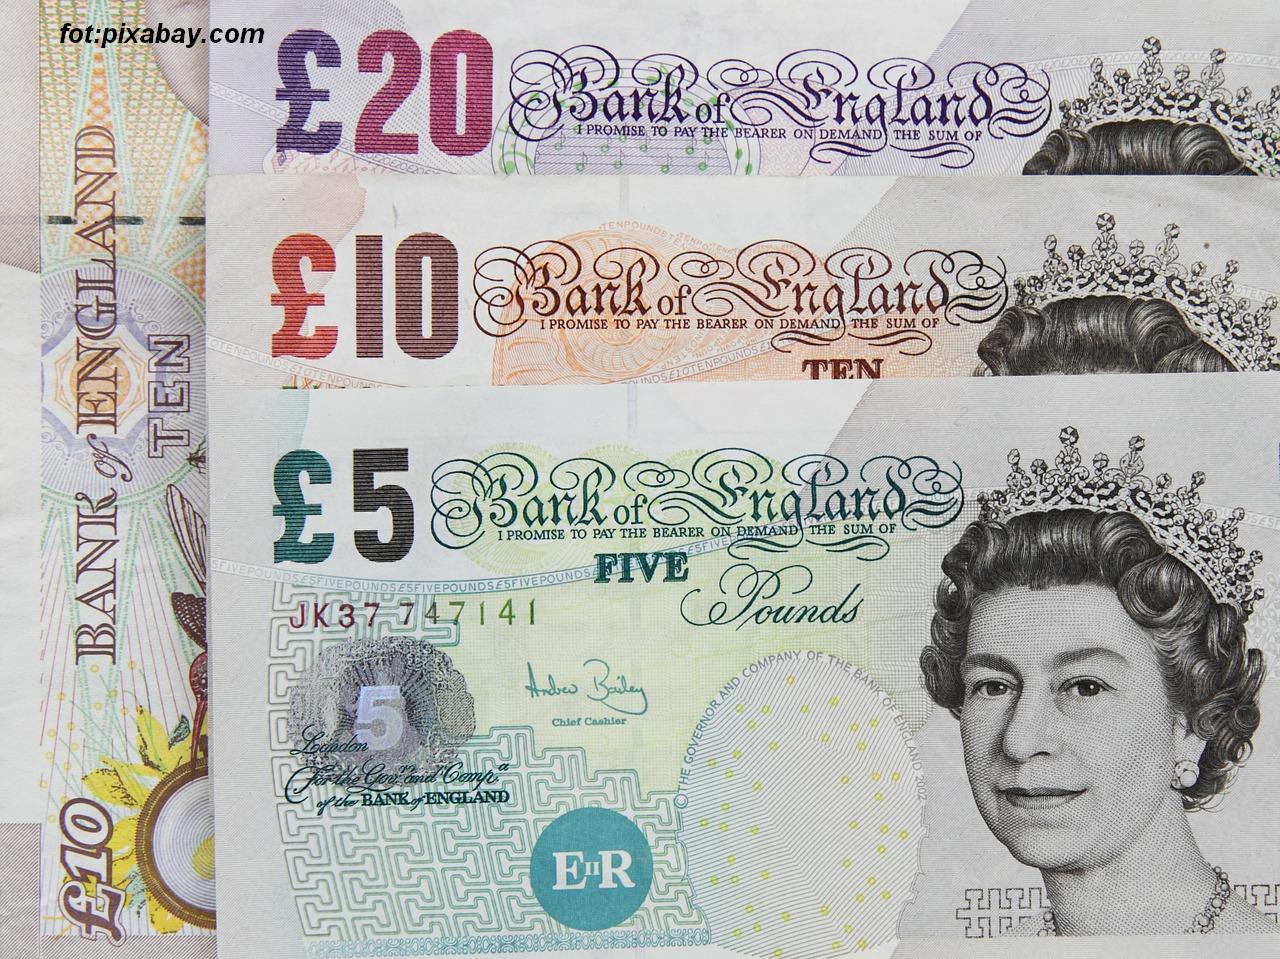 fot:pixabay.com
£20
Bank of England
I PROMISE TO PAY THE BEARER ON DEMAND THE SUM OF
£10
Bank of England
I PROMISE TO PAY THE BEARER ON DEMAND THE SUM OF
TEN
£5
Bank of England
I PROMISE TO PAY THE BEARER ON DEMAND THE SUM OF
FIVE
Pounds
JK37 747141
5
Andrew Bailey
Chief Cashier
London
For the Govr. and Compa.
of the BANK of ENGLAND
© THE GOVERNOR AND COMPANY OF THE BANK OF ENGLAND 2002
EIIR
BANK of ENGLAND
TEN
£10